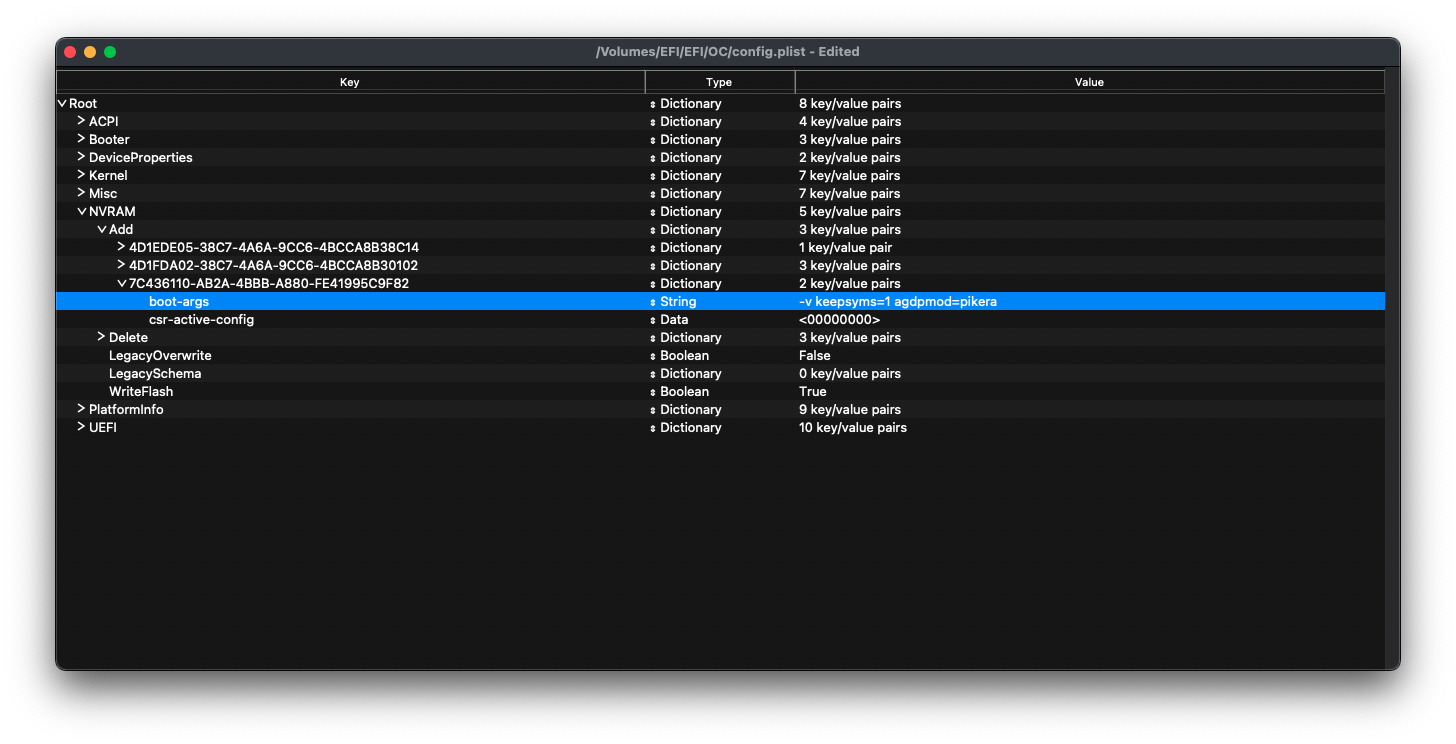 /Volumes/EFI/EFI/OC/config.plist - Edited
Key Type Value
Root Dictionary 8 key/value pairs
ACPI Dictionary 4 key/value pairs
Booter Dictionary 3 key/value pairs
DeviceProperties Dictionary 2 key/value pairs
Kernel Dictionary 7 key/value pairs
Misc Dictionary 7 key/value pairs
NVRAM Dictionary 5 key/value pairs
Add Dictionary 3 key/value pairs
4D1EDE05-38C7-4A6A-9CC6-4BCCA8B38C14 Dictionary 1 key/value pair
4D1FDA02-38C7-4A6A-9CC6-4BCCA8B30102 Dictionary 3 key/value pairs
7C436110-AB2A-4BBB-A880-FE41995C9F82 Dictionary 2 key/value pairs
boot-args String -v keepsyms=1 agdpmod=pikera
csr-active-config Data <00000000>
Delete Dictionary 3 key/value pairs
LegacyOverwrite Boolean False
LegacySchema Dictionary 0 key/value pairs
WriteFlash Boolean True
PlatformInfo Dictionary 9 key/value pairs
UEFI Dictionary 10 key/value pairs